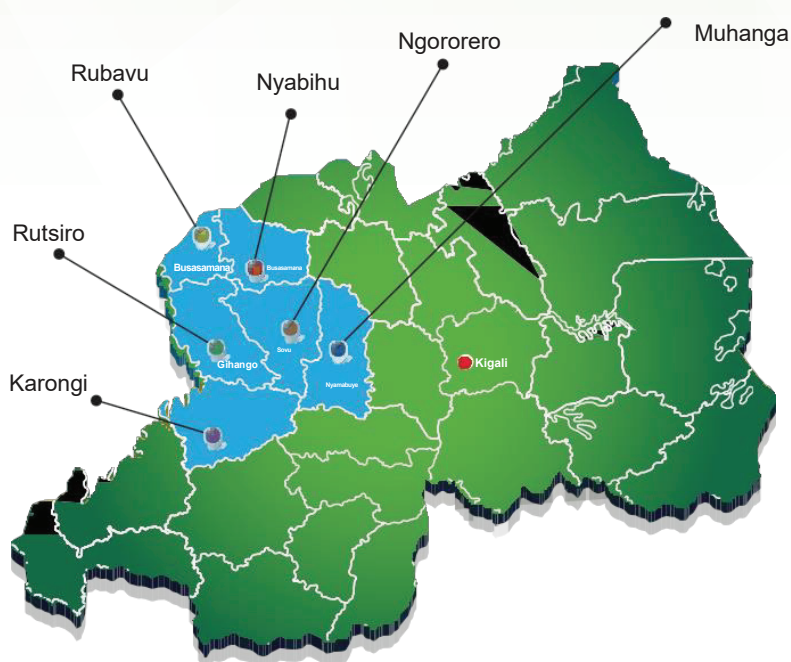 Muhanga
Ngororero
Rubavu
Nyabihu
Rutsiro
Busasamana
Busasamana
Sovu
Gihango
Kigali
Karongi
Nyamabuye